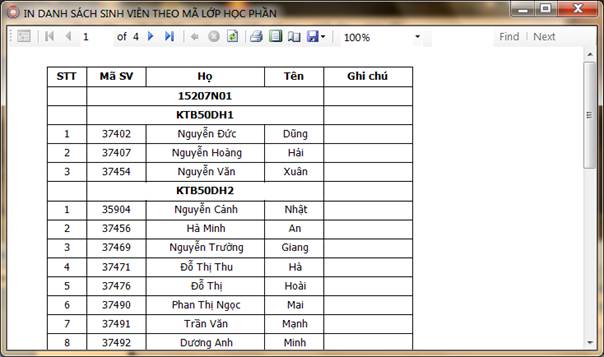 IN DANH SÁCH SINH VIÊN THEO MÃ LỚP HỌC PHẦN
1 of 4 100% Find Next
STT Mã SV Họ Tên Ghi chú
15207N01
KTB50DH1
1 37402 Nguyễn Đức Dũng
2 37407 Nguyễn Hoàng Hải
3 37454 Nguyễn Văn Xuân
KTB50DH2
1 35904 Nguyễn Cảnh Nhật
2 37456 Hà Minh An
3 37469 Nguyễn Trường Giang
4 37471 Đỗ Thị Thu Hà
5 37476 Đỗ Thị Hoài
6 37490 Phan Thị Ngọc Mai
7 37491 Trần Văn Mạnh
8 37492 Dương Anh Minh